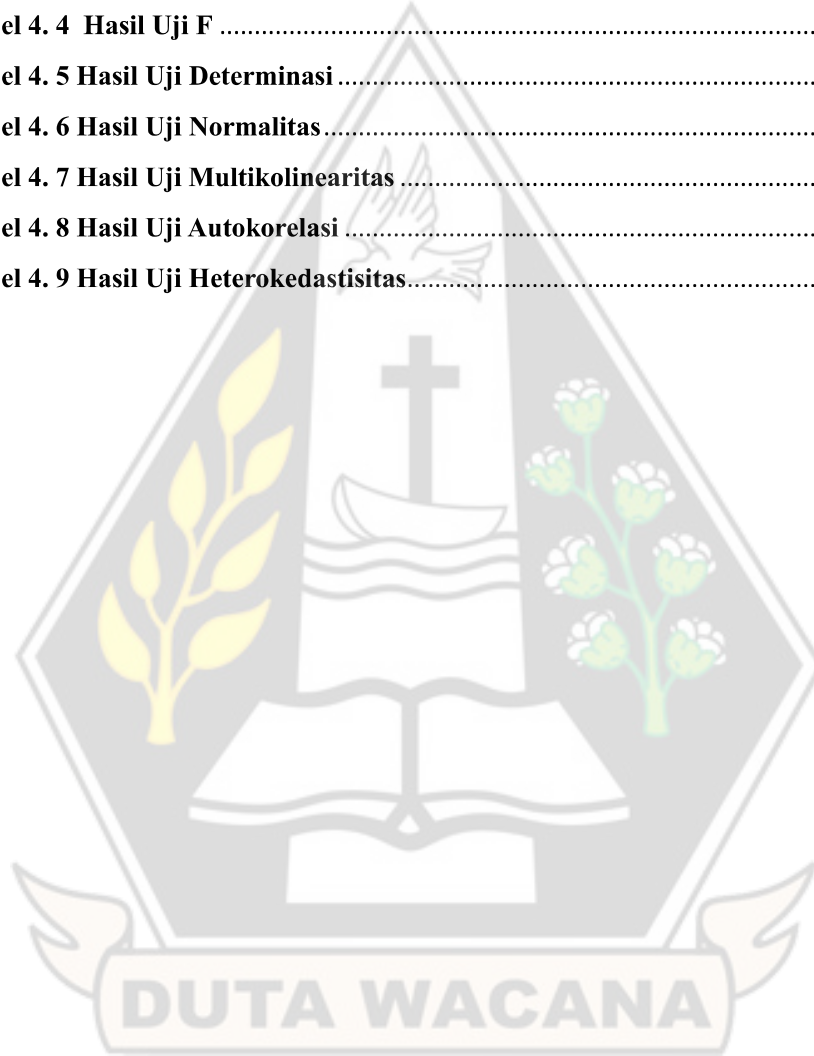 el 4. 4  Hasil Uji F ........................................................................................
el 4. 5 Hasil Uji Determinasi ......................................................................
el 4. 6 Hasil Uji Normalitas ........................................................................
el 4. 7 Hasil Uji Multikolinearitas .............................................................
el 4. 8 Hasil Uji Autokorelasi .....................................................................
el 4. 9 Hasil Uji Heterokedastisitas............................................................
DUTA WACANA